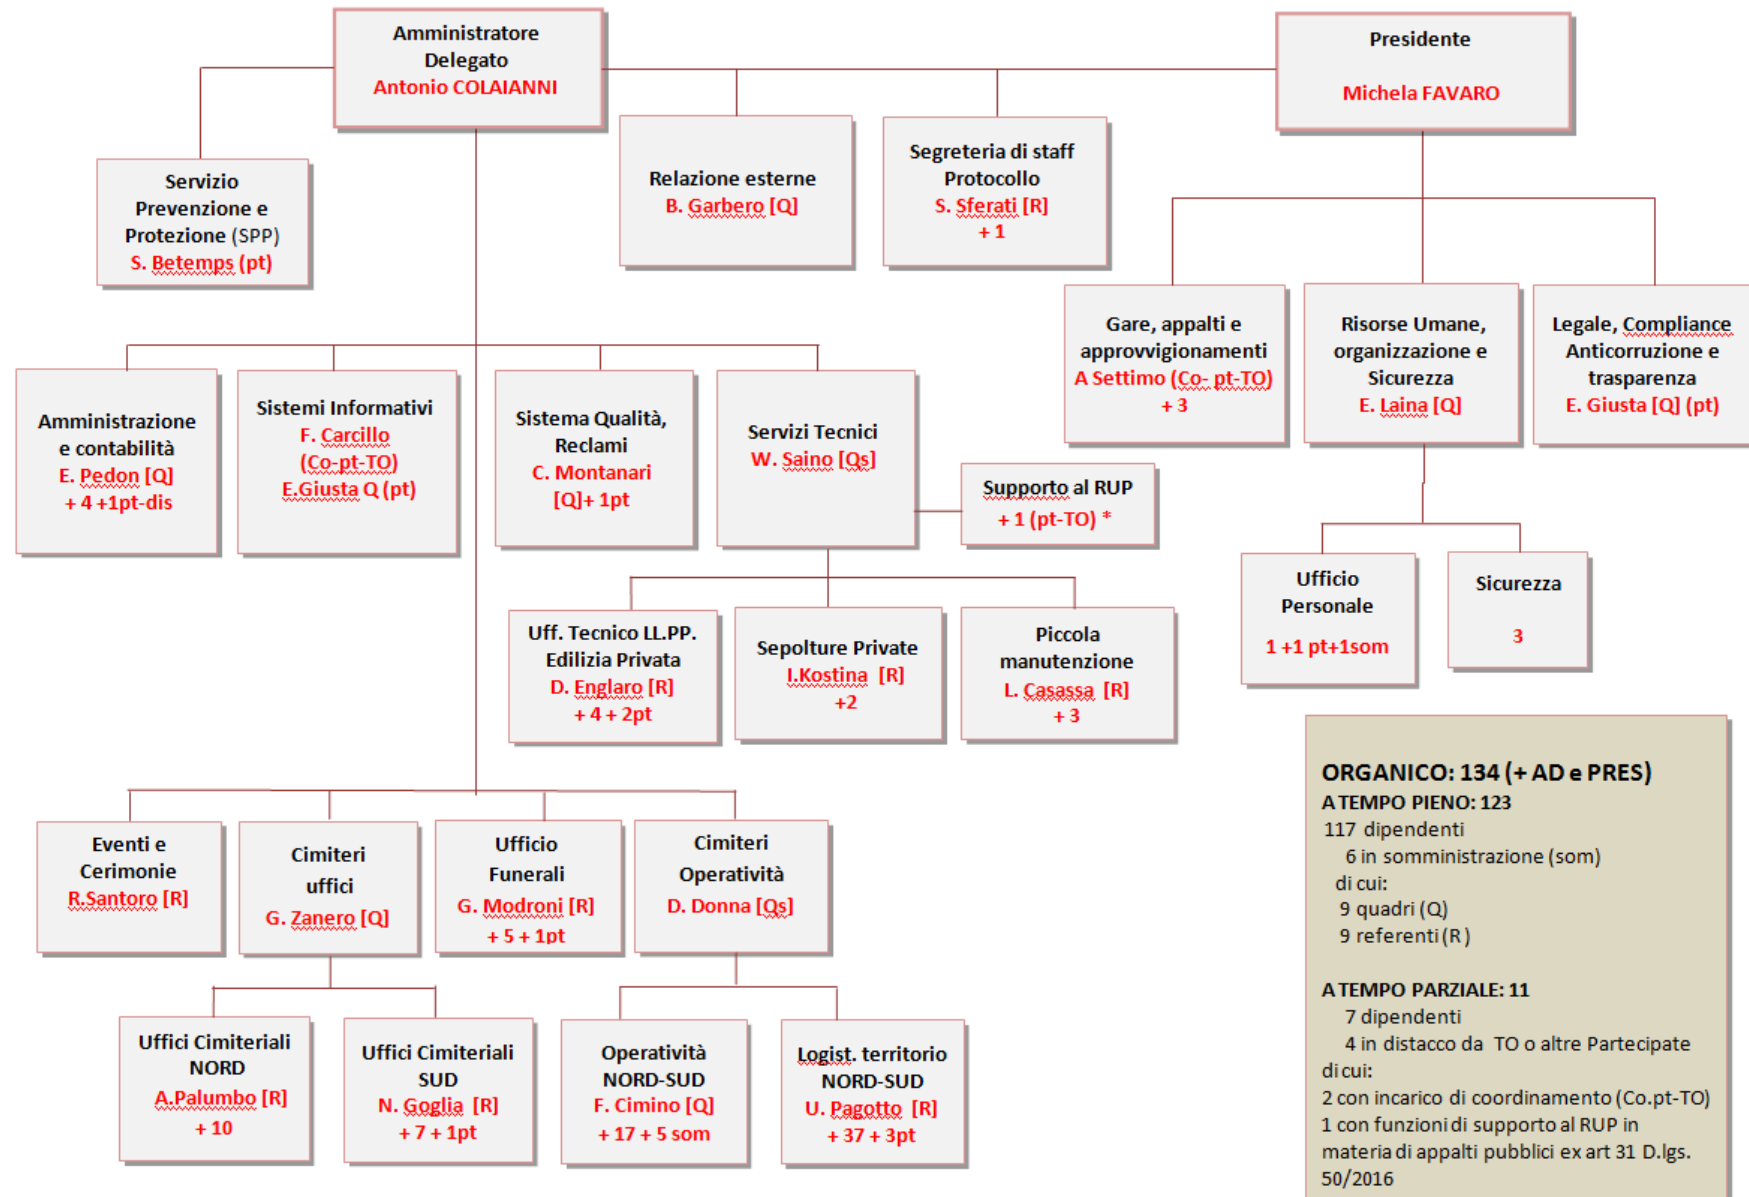 Amministratore
Delegato
Antonio COLAIANNI
Presidente
Michela FAVARO
Servizio
Prevenzione e
Protezione (SPP)
S. Betemps (pt)
Relazione esterne
B. Garbero [Q]
Segreteria di staff
Protocollo
S. Sferati [R]
+ 1
Gare, appalti e
approvvigionamenti
A Settimo (Co- pt-TO)
+ 3
Risorse Umane,
organizzazione e
Sicurezza
E. Laina [Q]
Legale, Compliance
Anticorruzione e
trasparenza
E. Giusta [Q] (pt)
Amministrazione
e contabilità
E. Pedon [Q]
+ 4 +1pt-dis
Sistemi Informativi
F. Carcillo
(Co-pt-TO)
E.Giusta Q (pt)
Sistema Qualità,
Reclami
C. Montanari
[Q]+ 1pt
Servizi Tecnici
W. Saino [Qs]
Supporto al RUP
+ 1 (pt-TO) *
Ufficio
Personale
1 +1 pt+1som
Sicurezza
3
Uff. Tecnico LL.PP.
Edilizia Privata
D. Englaro [R]
+ 4 + 2pt
Sepolture Private
I.Kostina [R]
+2
Piccola
manutenzione
L. Casassa [R]
+ 3
Eventi e
Cerimonie
R.Santoro [R]
Cimiteri
uffici
G. Zanero [Q]
Ufficio
Funerali
G. Modroni [R]
+ 5 + 1pt
Cimiteri
Operatività
D. Donna [Qs]
Uffici Cimiteriali
NORD
A.Palumbo [R]
+ 10
Uffici Cimiteriali
SUD
N. Goglia [R]
+ 7 + 1pt
Operatività
NORD-SUD
F. Cimino [Q]
+ 17 + 5 som
Logist. territorio
NORD-SUD
U. Pagotto [R]
+ 37 + 3pt
ORGANICO: 134 (+ AD e PRES)
A TEMPO PIENO: 123
117 dipendenti
6 in somministrazione (som)
di cui:
9 quadri (Q)
9 referenti (R )
A TEMPO PARZIALE: 11
7 dipendenti
4 in distacco da TO o altre Partecipate
di cui:
2 con incarico di coordinamento (Co.pt-TO)
1 con funzioni di supporto al RUP in
materia di appalti pubblici ex art 31 D.lgs.
50/2016